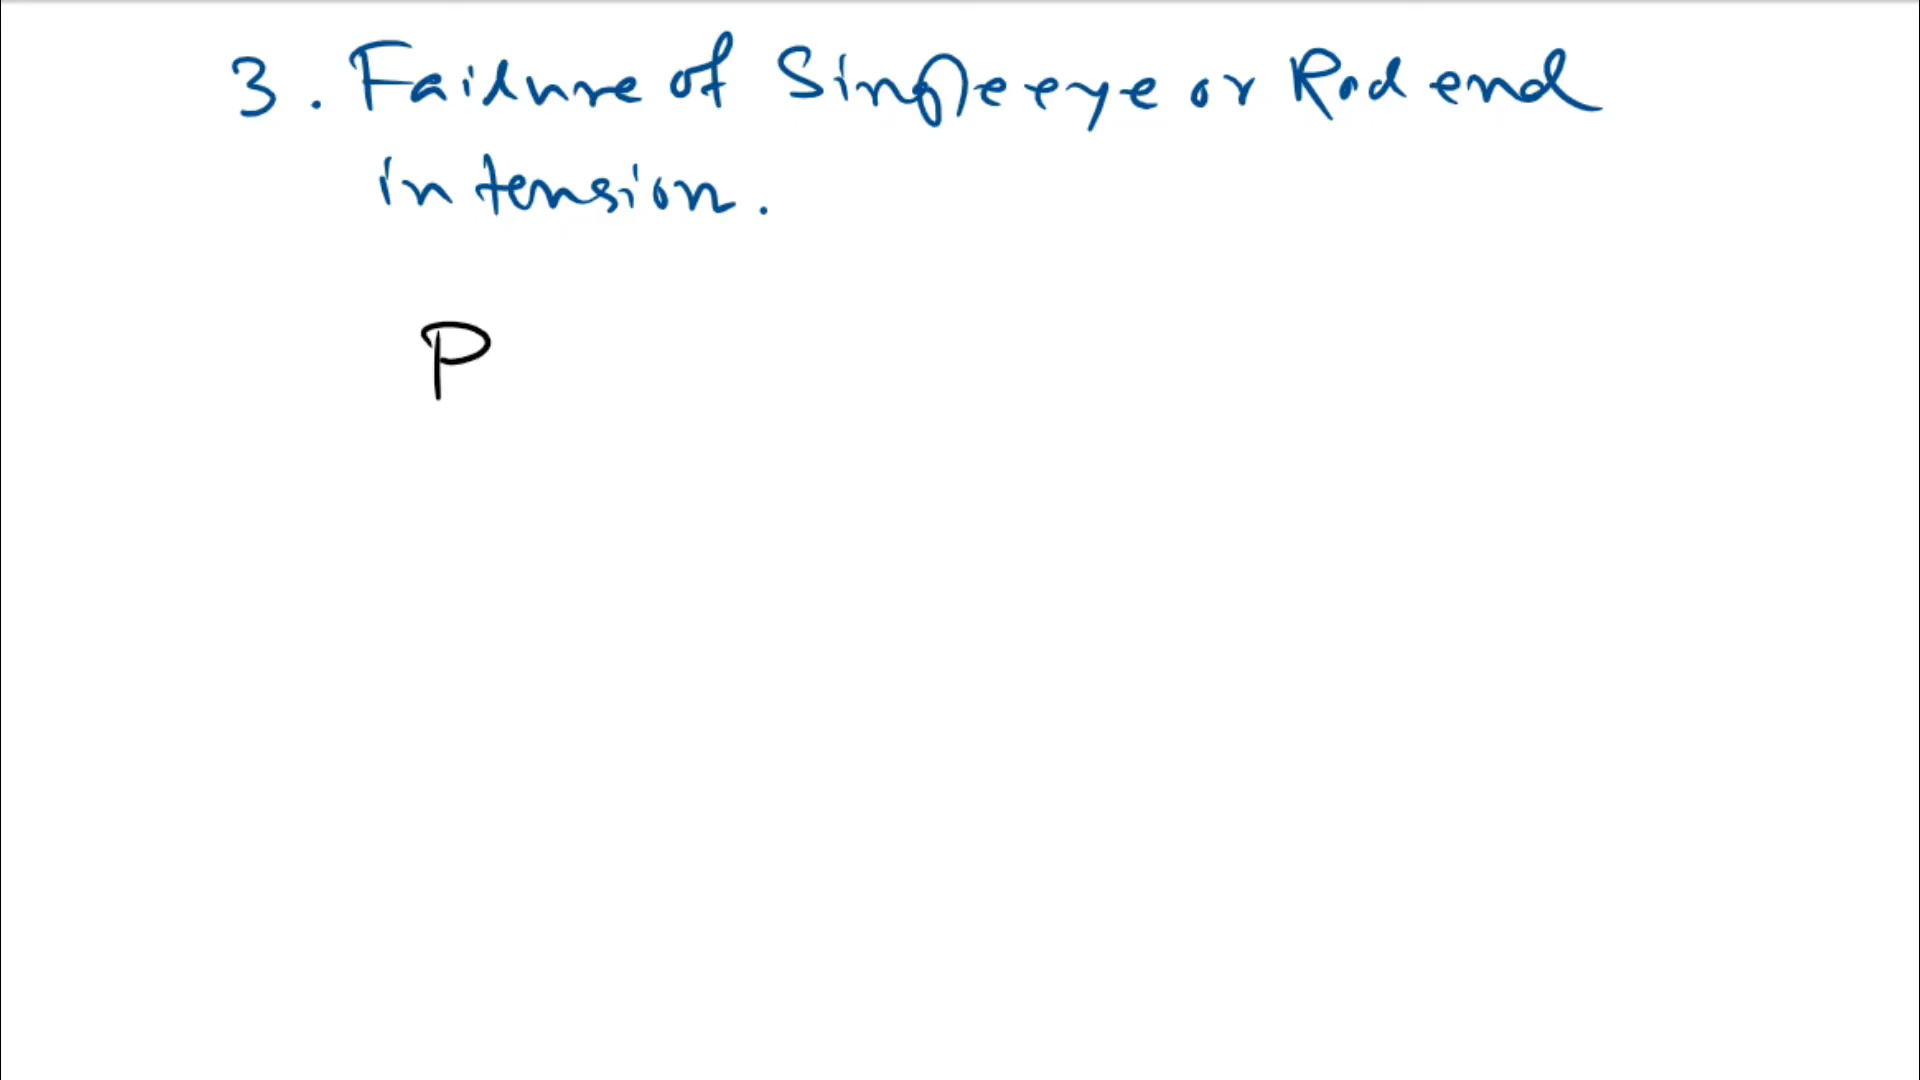 3. Failure of Single eye or Rod end
in tension.
P